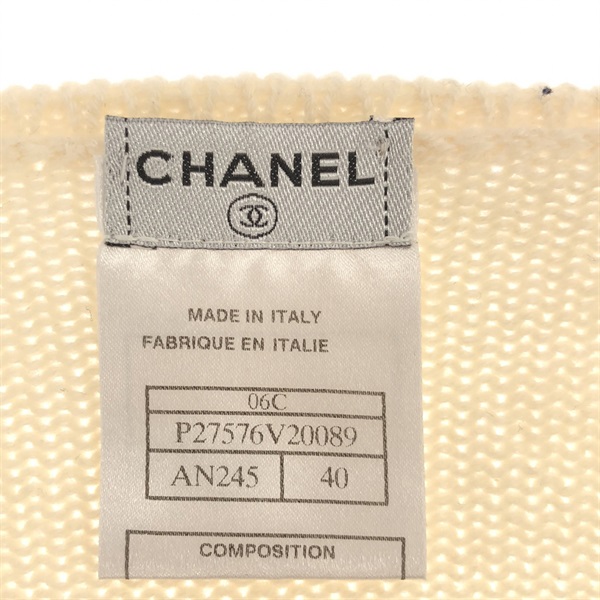 CHANEL
MADE IN ITALY
FABRIQUE EN ITALIE
06C
P27576V20089
AN245 40
COMPOSITION